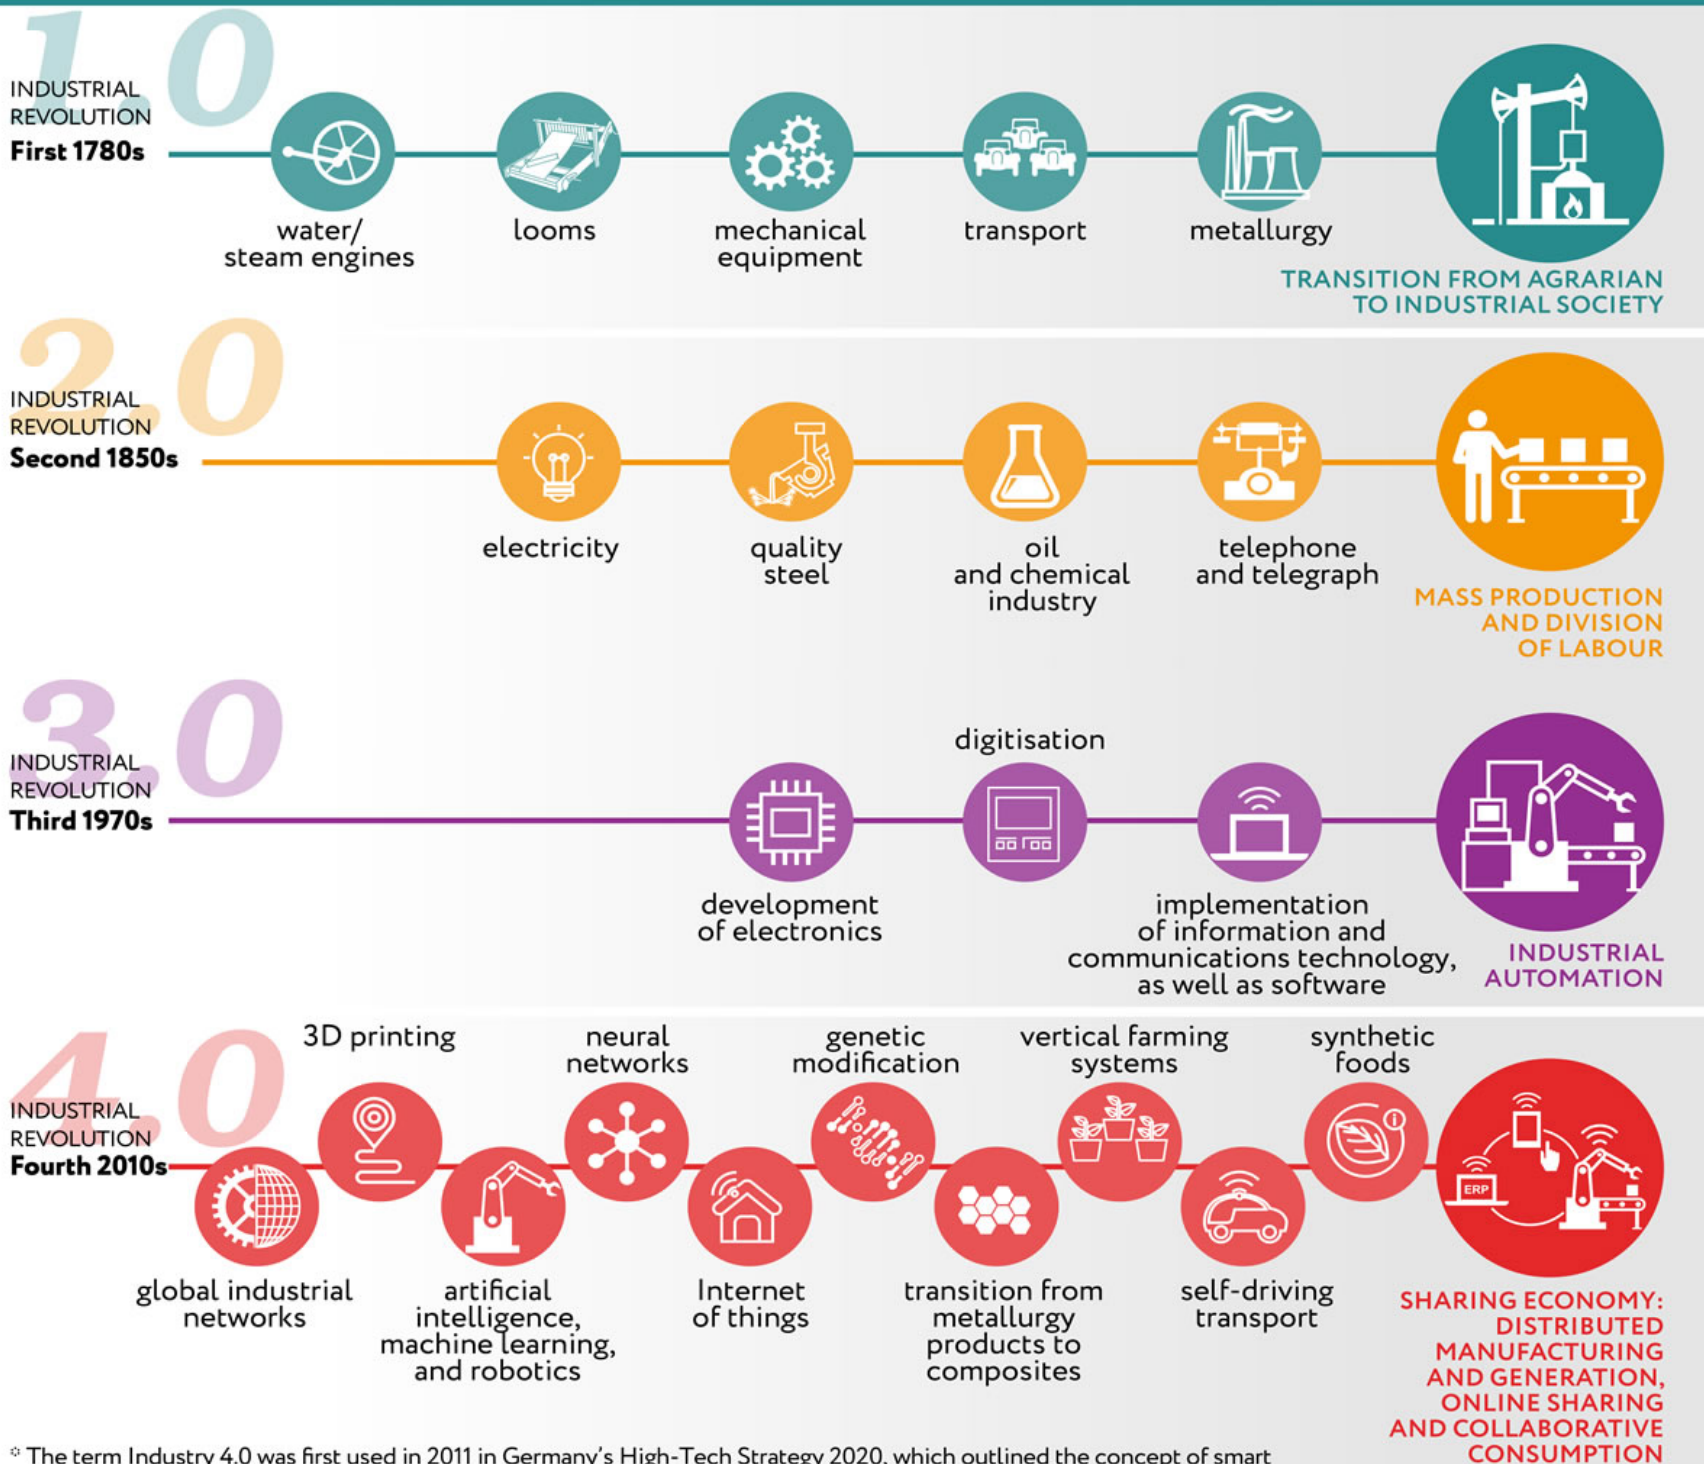 1.0
INDUSTRIAL
REVOLUTION
First 1780s
water/
steam engines
looms
mechanical
equipment
transport
metallurgy
TRANSITION FROM AGRARIAN
TO INDUSTRIAL SOCIETY
2.0
INDUSTRIAL
REVOLUTION
Second 1850s
electricity
quality
steel
oil
and chemical
industry
telephone
and telegraph
MASS PRODUCTION
AND DIVISION
OF LABOUR
3.0
INDUSTRIAL
REVOLUTION
Third 1970s
development
of electronics
digitisation
implementation
of information and
communications technology,
as well as software
INDUSTRIAL
AUTOMATION
4.0
INDUSTRIAL
REVOLUTION
Fourth 2010s
global industrial
networks
3D printing
artificial
intelligence,
machine learning,
and robotics
neural
networks
Internet
of things
genetic
modification
transition from
metallurgy
products to
composites
vertical farming
systems
self-driving
transport
synthetic
foods
i
ERP
SHARING ECONOMY:
DISTRIBUTED
MANUFACTURING
AND GENERATION,
ONLINE SHARING
AND COLLABORATIVE
CONSUMPTION
* The term Industry 4.0 was first used in 2011 in Germany's High-Tech Strategy 2020, which outlined the concept of smart